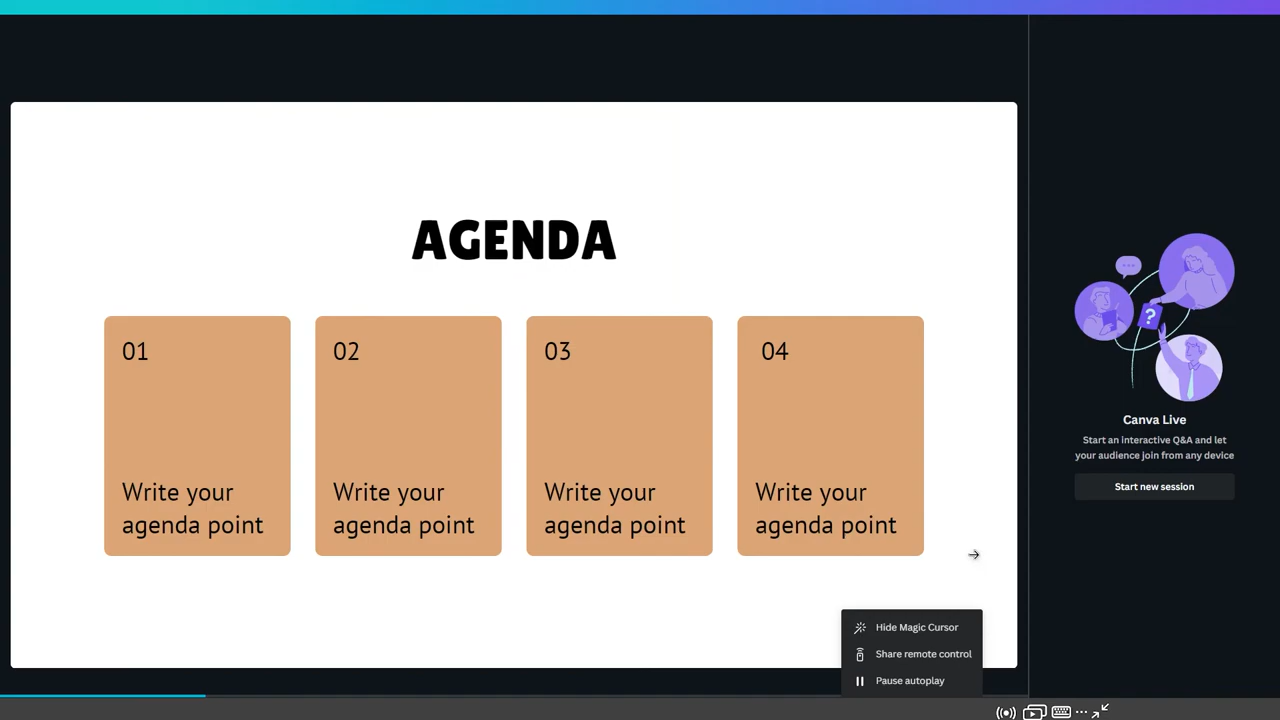 AGENDA
01
Write your
agenda point
02
Write your
agenda point
03
Write your
agenda point
04
Write your
agenda point
?
Canva Live
Start an interactive Q&A and let
your audience join from any device
Start new session
Hide Magic Cursor
Share remote control
Pause autoplay